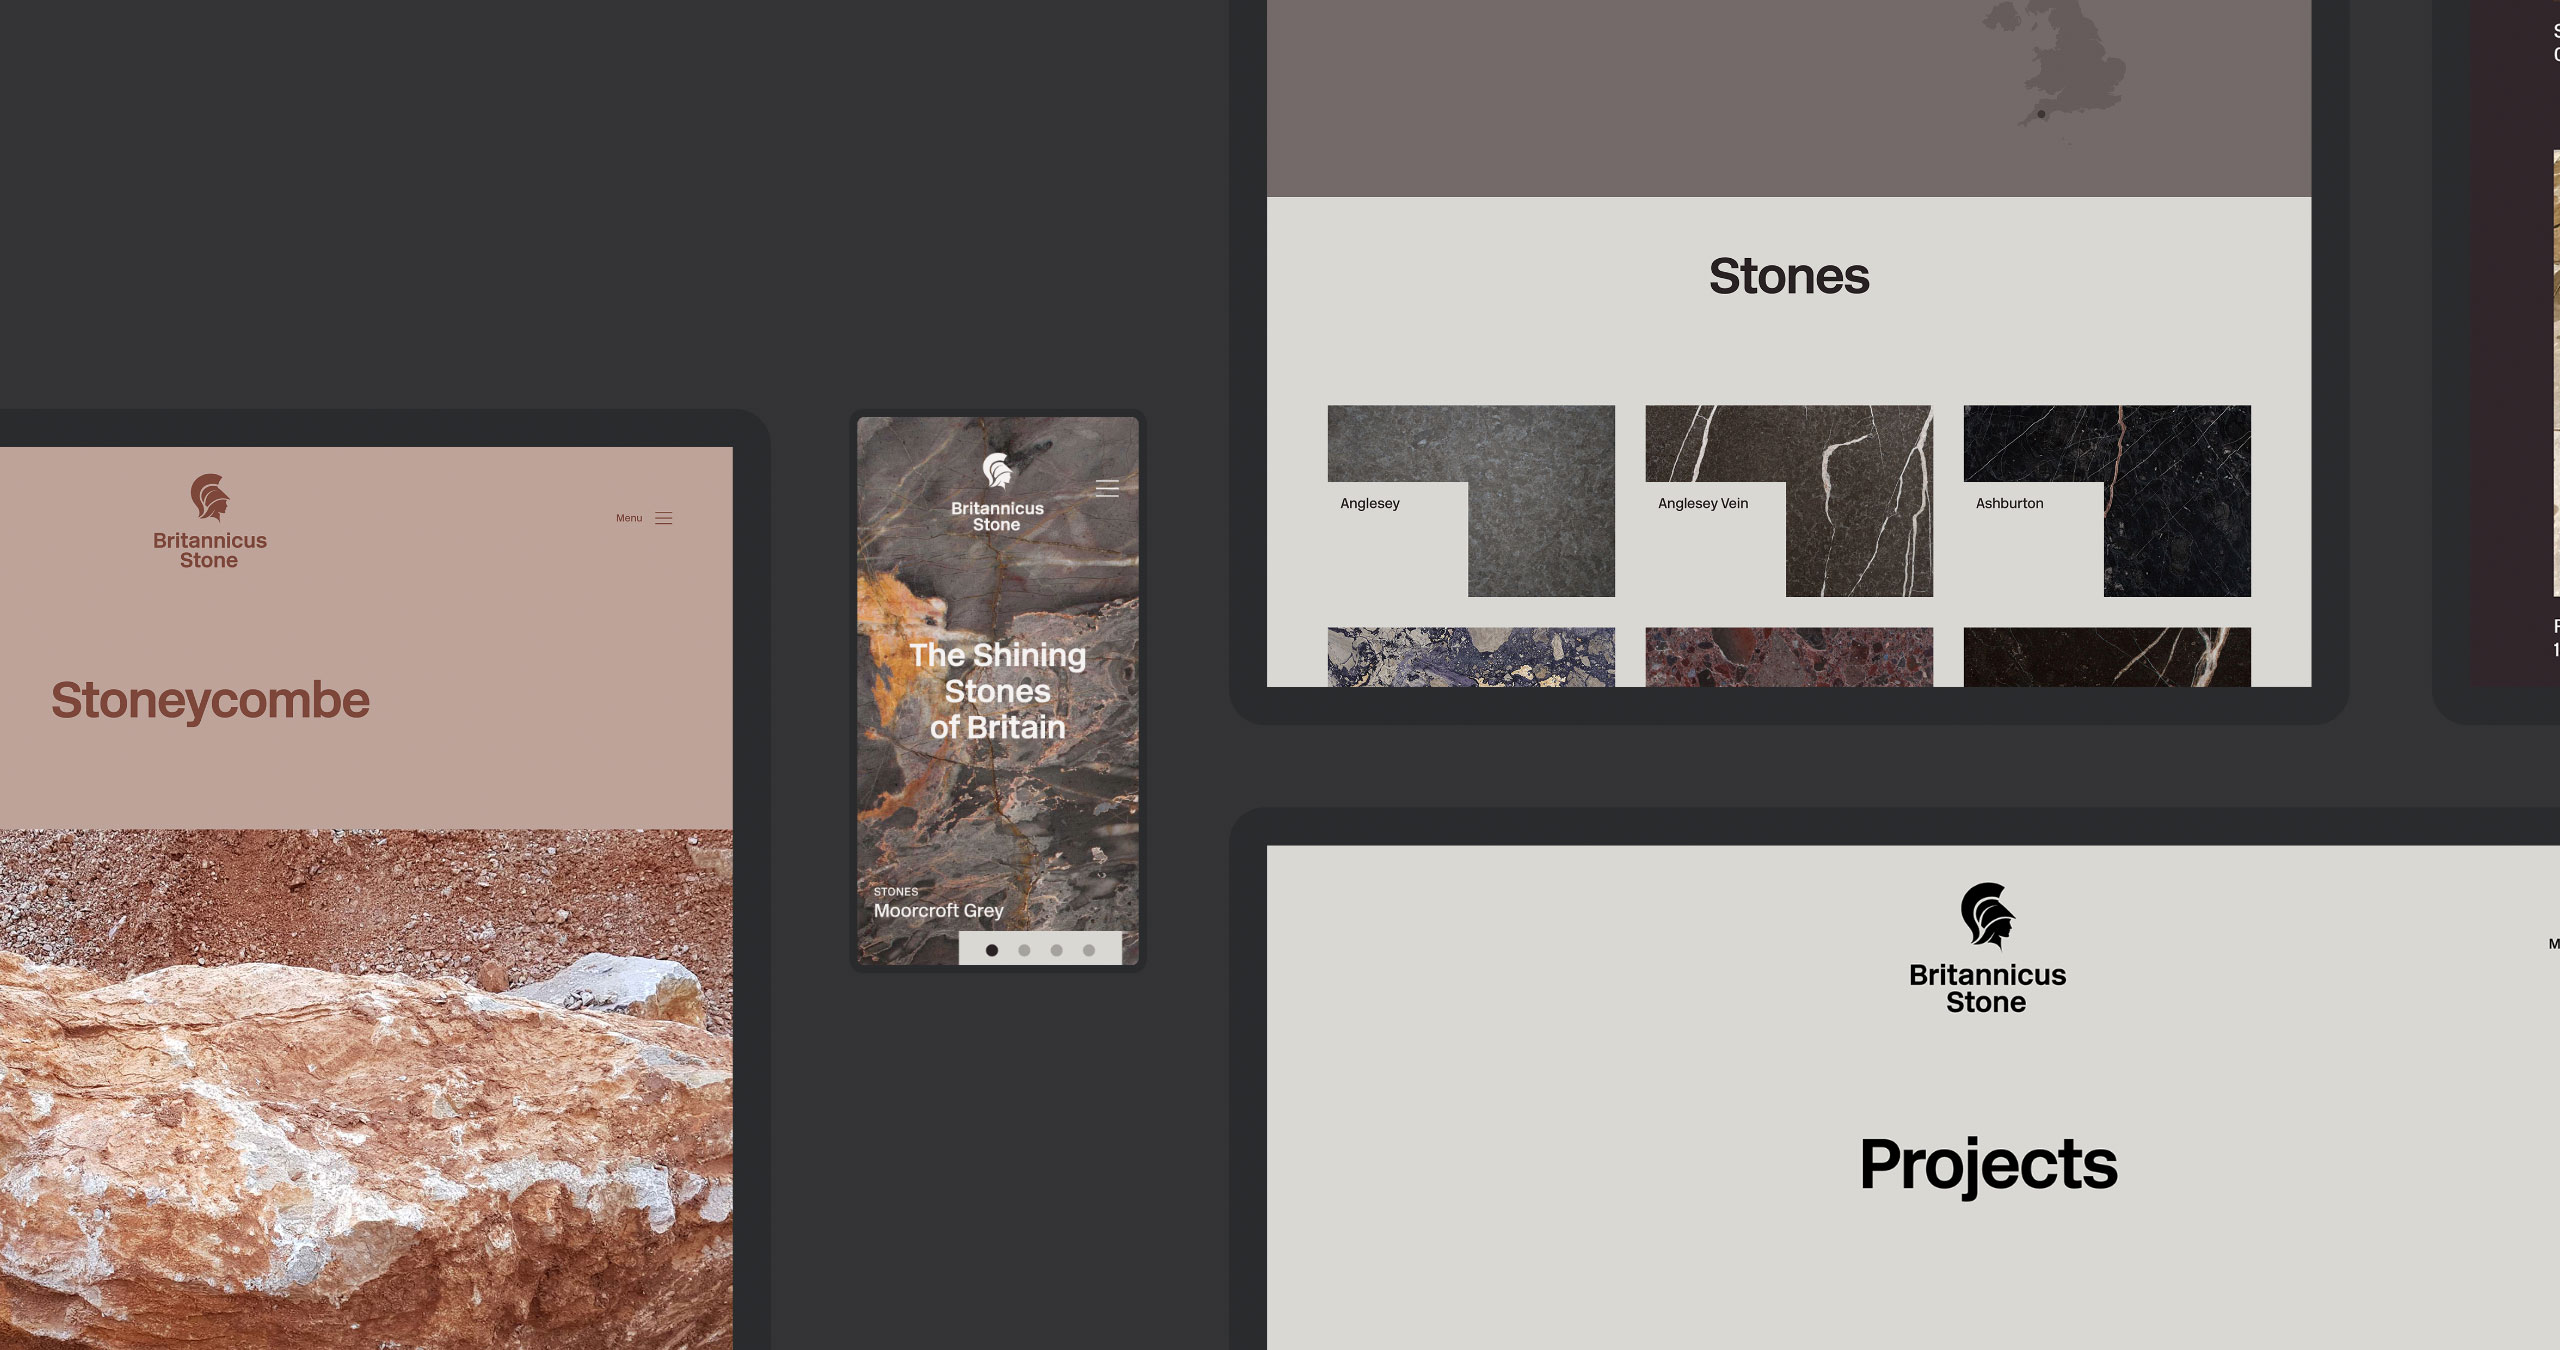 Britannicus
Stone
Menu
Stoneycombe
Britannicus
Stone
The Shining
Stones
of Britain
STONES
Moorcroft Grey
Stones
Anglesey
Anglesey Vein
Ashburton
Britannicus
Stone
Projects